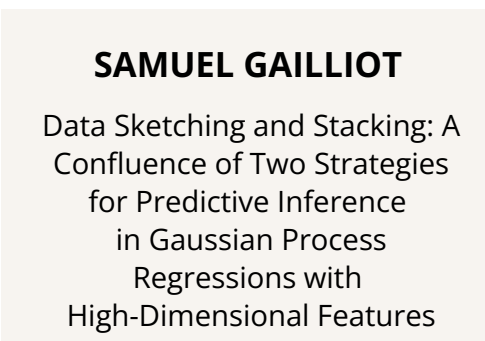 SAMUEL GAILLIOT
Data Sketching and Stacking: A
Confluence of Two Strategies
for Predictive Inference
in Gaussian Process
Regressions with
High-Dimensional Features